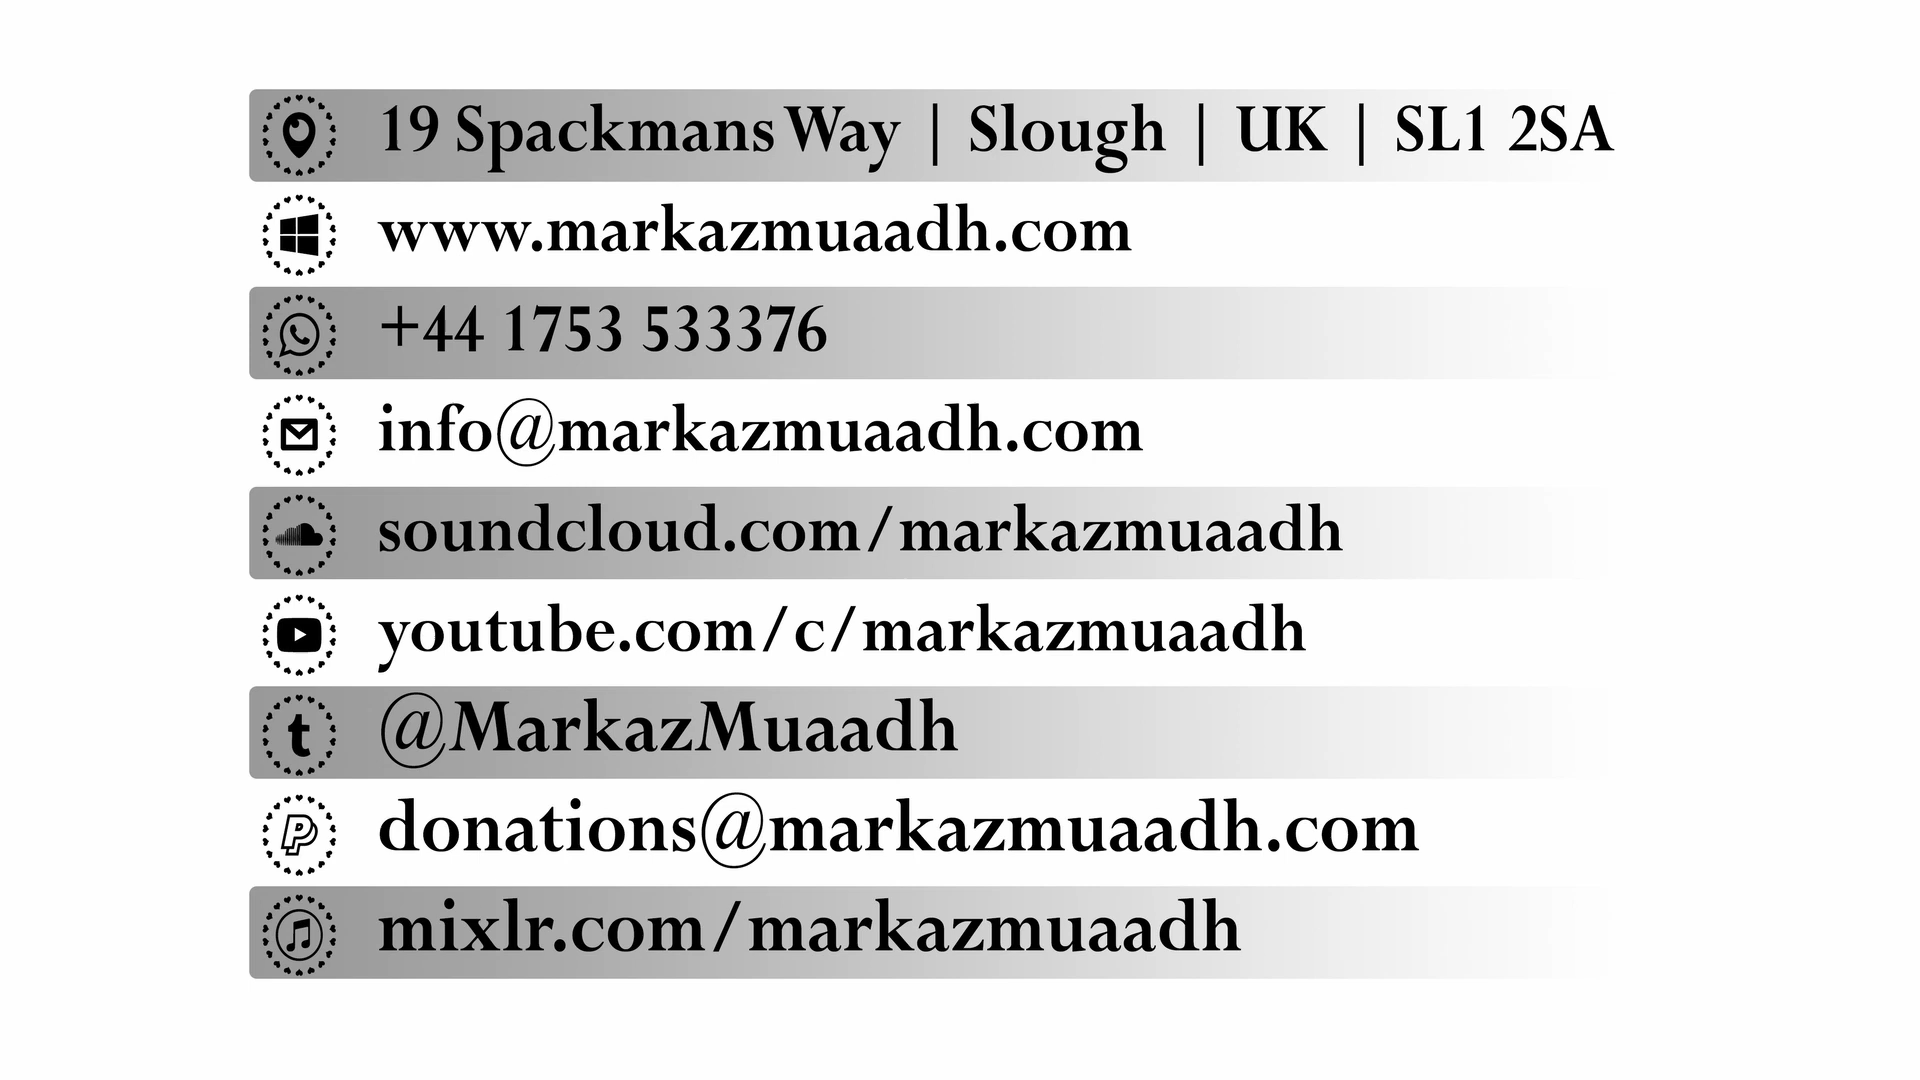 19 Spackmans Way | Slough | UK | SL1 2SA
www.markazmuaadh.com
+44 1753 533376
info@markazmuaadh.com
soundcloud.com/markazmuaadh
youtube.com/c/markazmuaadh
@MarkazMuaadh
donations@markazmuaadh.com
mixlr.com/markazmuaadh